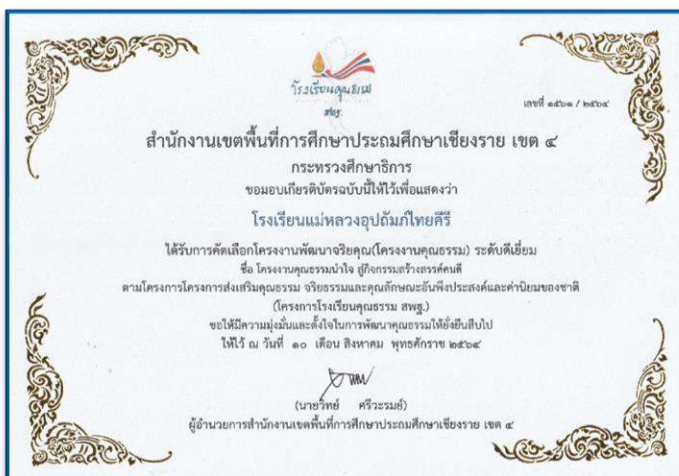 โรงเรียนคุณธรรม
สพฐ.
เลขที่ ๑๕๖๑ / ๒๕๖๔
สำนักงานเขตพื้นที่การศึกษาประถมศึกษาเชียงราย เขต ๔
กระทรวงศึกษาธิการ
ขอมอบเกียรติบัตรฉบับนี้ให้ไว้เพื่อแสดงว่า
โรงเรียนแม่หลวงอุปถัมภ์ไทยคีรี
ได้รับการคัดเลือกโครงงานพัฒนาจริยคุณ(โครงงานคุณธรรม) ระดับดีเยี่ยม
ชื่อ โครงงานคุณธรรมนำใจ สู่กิจกรรมสร้างสรรค์คนดี
ตามโครงการโครงการส่งเสริมคุณธรรม จริยธรรมและคุณลักษณะอันพึงประสงค์และค่านิยมของชาติ
(โครงการโรงเรียนคุณธรรม สพฐ.)
ขอให้มีความมุ่งมั่นและตั้งใจในการพัฒนาคุณธรรมให้ยั่งยืนสืบไป
ให้ไว้ ณ วันที่ ๑๐ เดือน สิงหาคม พุทธศักราช ๒๕๖๔
(นายวิทย์ ศรีวะรมย์)
ผู้อำนวยการสำนักงานเขตพื้นที่การศึกษาประถมศึกษาเชียงราย เขต ๔